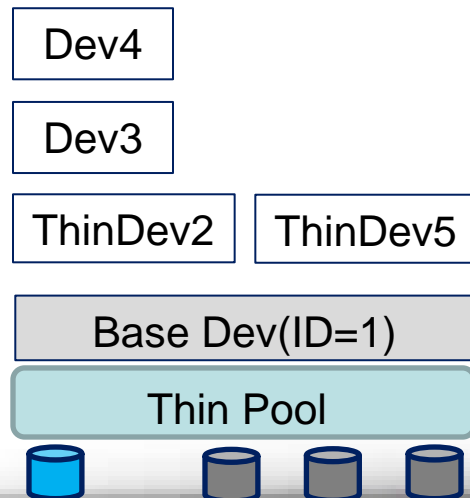 Dev4
Dev3
ThinDev2 ThinDev5
Base Dev(ID=1)
Thin Pool